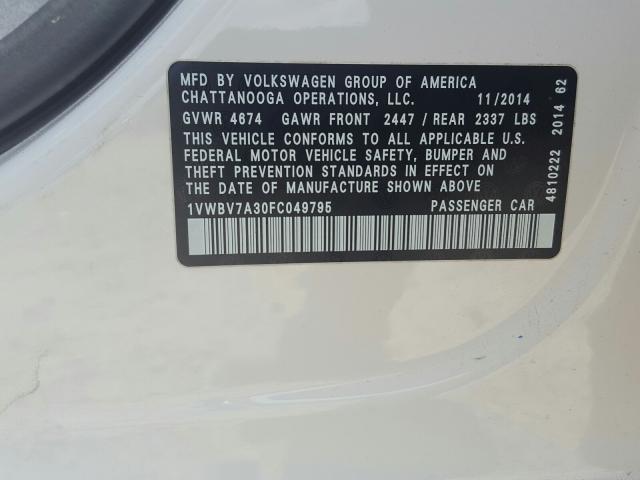 MFD BY VOLKSWAGEN GROUP OF AMERICA
CHATTANOOGA OPERATIONS, LLC. 11/2014
GVWR 4674 GAWR FRONT 2447 / REAR 2337 LBS
THIS VEHICLE CONFORMS TO ALL APPLICABLE U.S.
FEDERAL MOTOR VEHICLE SAFETY, BUMPER AND
THEFT PREVENTION STANDARDS IN EFFECT ON
THE DATE OF MANUFACTURE SHOWN ABOVE
1VWBV7A30FC049795 PASSENGER CAR
4810222 2014 62